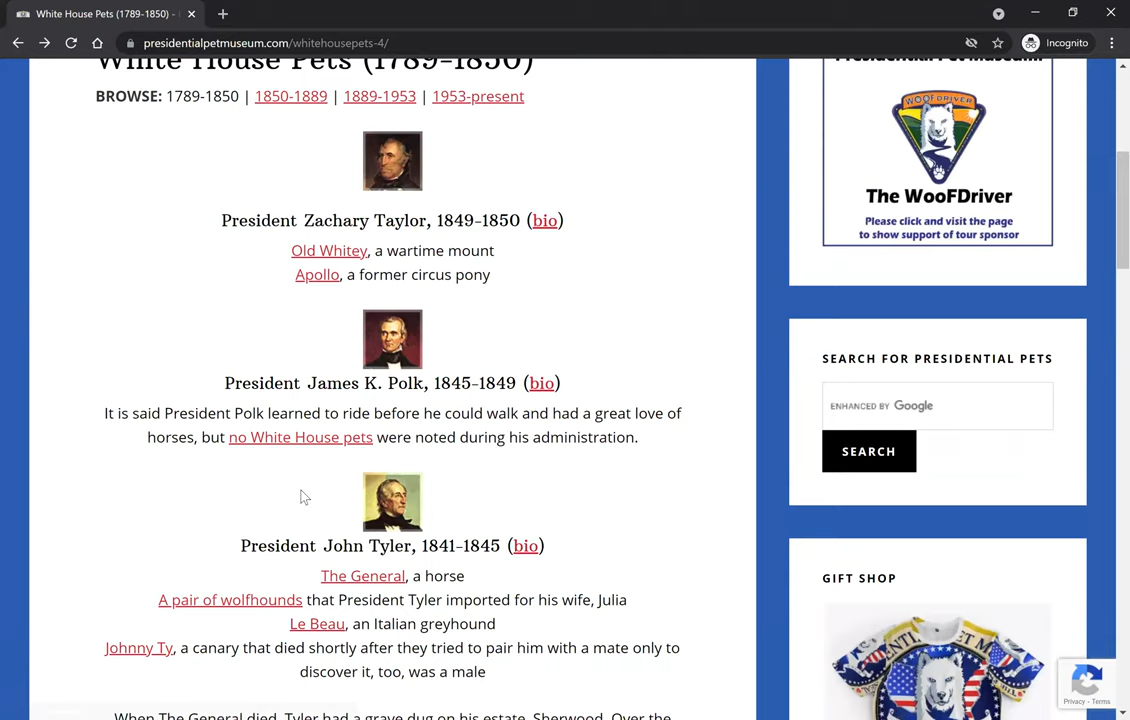 White House Pets (1789-1850) -
presidentialpetmuseum.com/whitehousepets-4/
Incognito
White House Pets (1789-1850)
BROWSE: 1789-1850 | 1850-1889 | 1889-1953 | 1953-present
President Zachary Taylor, 1849-1850 (bio)
Old Whitey, a wartime mount
Apollo, a former circus pony
President James K. Polk, 1845-1849 (bio)
It is said President Polk learned to ride before he could walk and had a great love of
horses, but no White House pets were noted during his administration.
President John Tyler, 1841-1845 (bio)
The General, a horse
A pair of wolfhounds that President Tyler imported for his wife, Julia
Le Beau, an Italian greyhound
Johnny Ty, a canary that died shortly after they tried to pair him with a mate only to
discover it, too, was a male
When The General died, Tyler had a grave dug on his estate, Sherwood. Over the
Presidential Pet Museum
WOOFDRIVER
The WooFDriver
Please click and visit the page
to show support of tour sponsor
SEARCH FOR PRESIDENTIAL PETS
ENHANCED BY Google
SEARCH
GIFT SHOP
Privacy - Terms